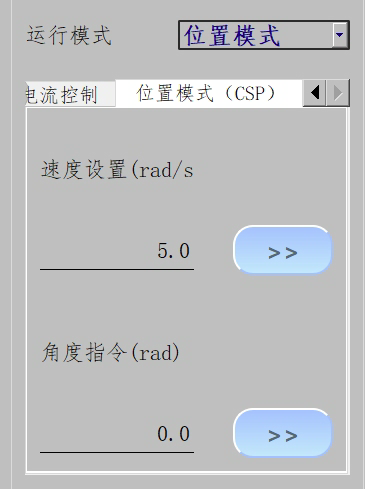 运行模式 位置模式
电流控制 位置模式（CSP）
速度设置(rad/s
5.0 >>
角度指令(rad)
0.0 >>